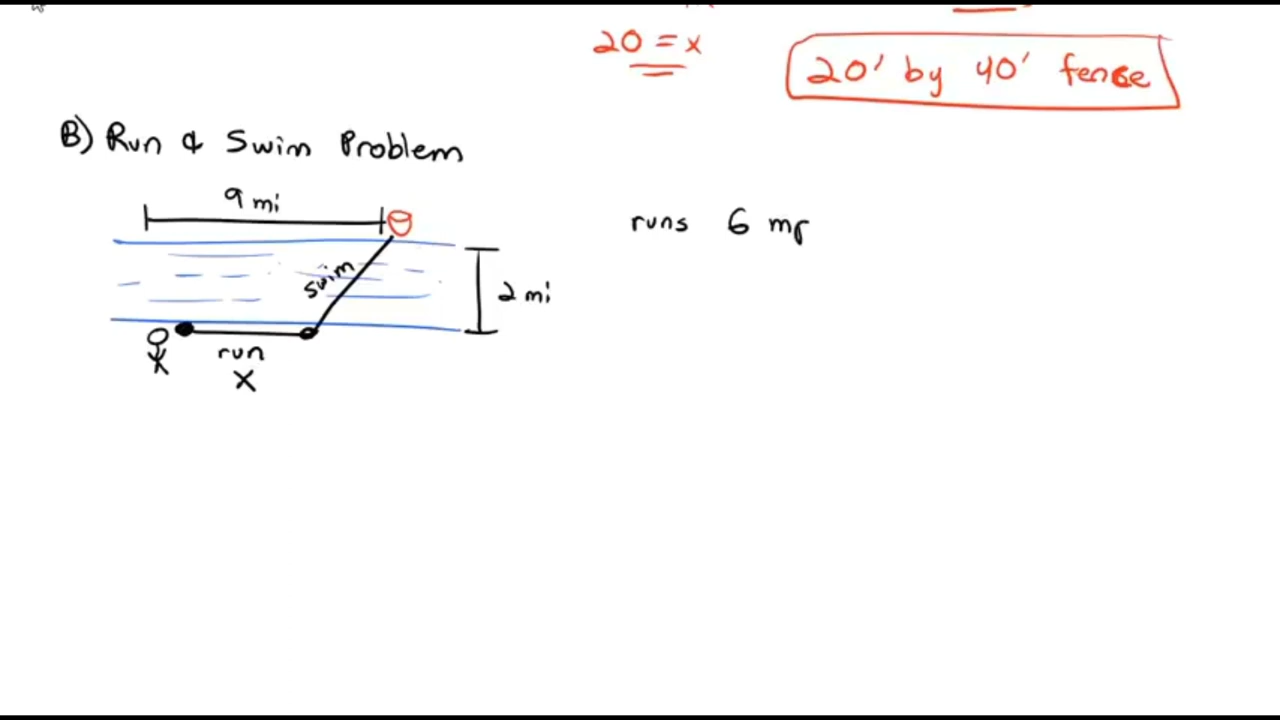 20 = x
20' by 40' fence
B) Run & Swim Problem
9 mi
runs 6 mp
swim
2 mi
run
X